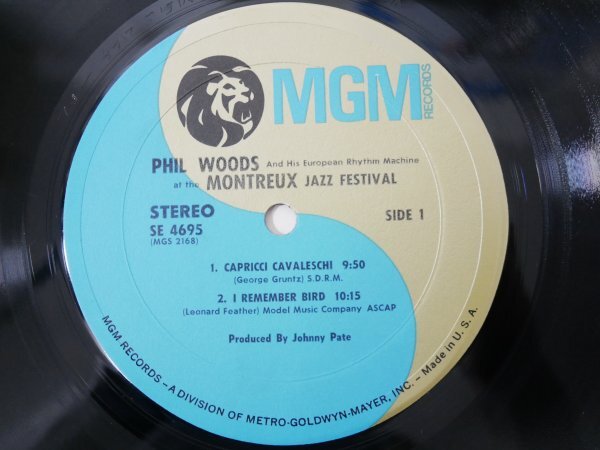 MGM
RECORDS
PHIL WOODS And His European Rhythm Machine
at the MONTREUX JAZZ FESTIVAL
STEREO
SE 4695
(MGS 2168)
SIDE 1
1. CAPRICCI CAVALESCHI 9:50
(George Gruntz) S.D.R.M.
2. I REMEMBER BIRD 10:15
(Leonard Feather) Model Music Company ASCAP
Produced By Johnny Pate
MGM RECORDS – A DIVISION OF METRO-GOLDWYN-MAYER, INC. – Made in U. S. A.